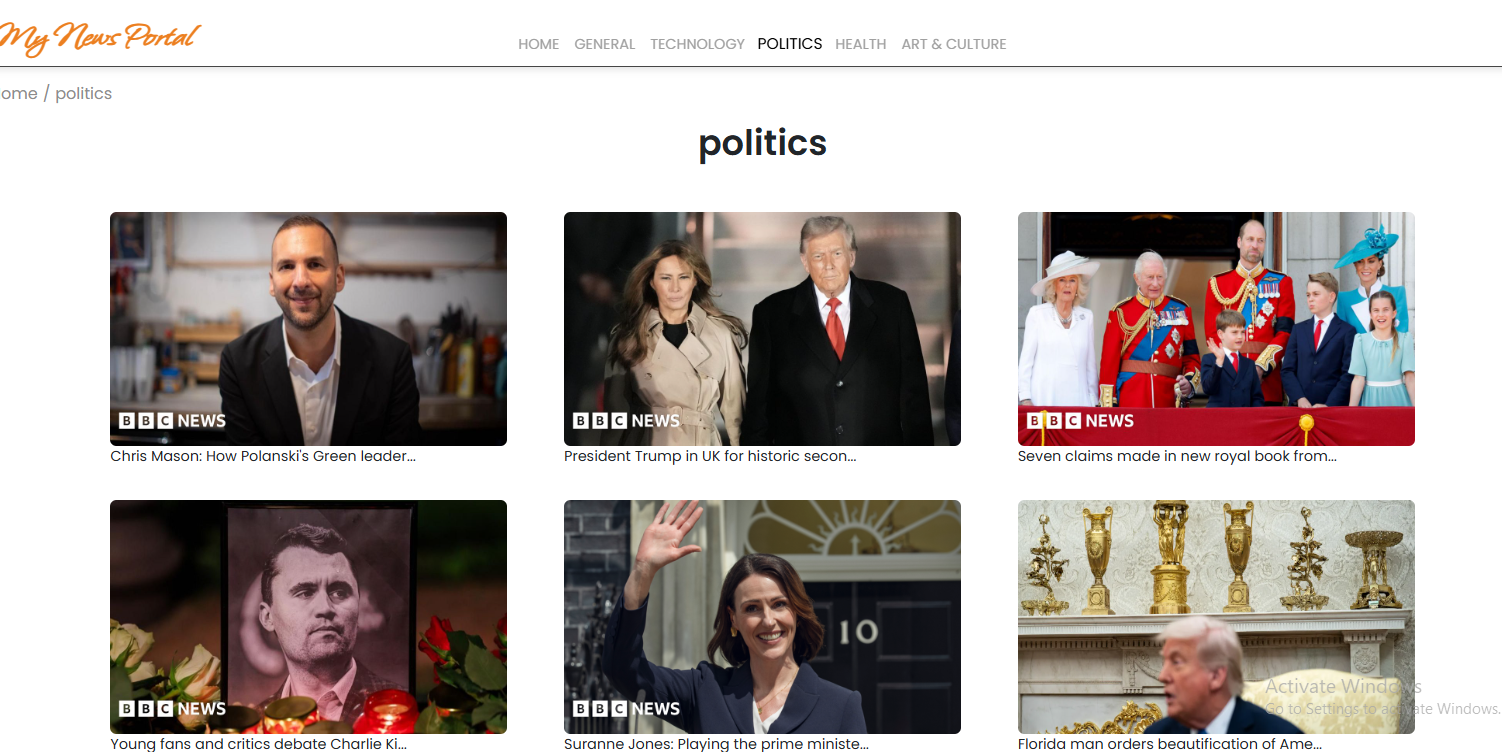 My News Portal
HOME GENERAL TECHNOLOGY POLITICS HEALTH ART & CULTURE
ome / politics
politics
BBC NEWS
BBC NEWS
BBC NEWS
Chris Mason: How Polanski's Green leader...
President Trump in UK for historic secon...
Seven claims made in new royal book from...
10
BBC NEWS
BBC NEWS
Activate Windows
Go to Settings to activate Windows.
Young fans and critics debate Charlie Ki...
Suranne Jones: Playing the prime ministe...
Florida man orders beautification of Ame...